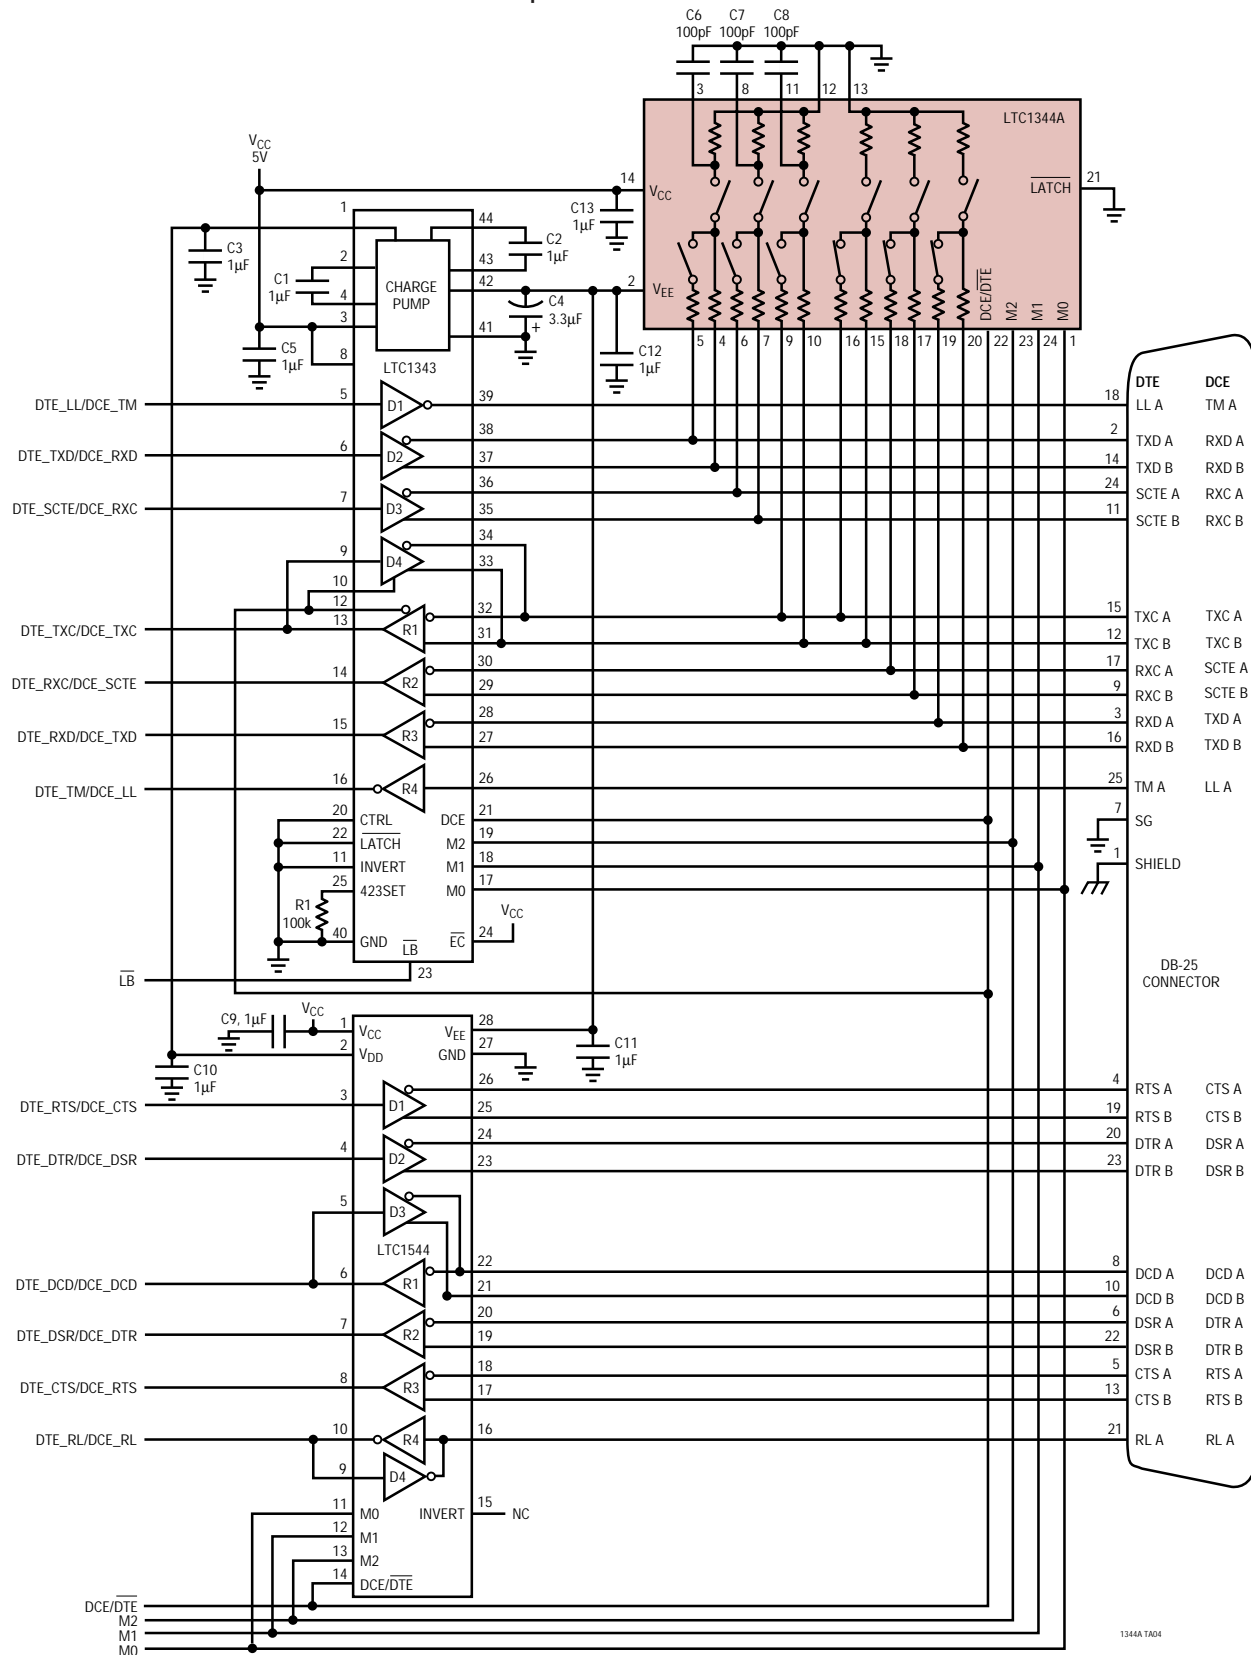 C6 C7 C8
100pF 100pF 100pF
3 8 11 12 13
LTC1344A
VCC
5V
14
VCC
LATCH
21
1
44
C13
1µF
C3
1µF
C2
1µF
2
43
C1
1µF
CHARGE
PUMP
42
2
VEE
DCE/DTE
M2
M1
M0
4
C4
3.3µF
+
3
41
5 4 6 7 9 10 16 15 18 17 19 20 22 23 24 1
C5
1µF
8
C12
1µF
LTC1343
DTE DCE
DTE_LL/DCE_TM 5 D1 39 18 LL A TM A
38 2 TXD A RXD A
DTE_TXD/DCE_RXD 6 D2 37 14 TXD B RXD B
36 24 SCTE A RXC A
DTE_SCTE/DCE_RXC 7 D3 35 11 SCTE B RXC B
34
9 D4 33
10
12 32 15 TXC A TXC A
DTE_TXC/DCE_TXC 13 R1 31 12 TXC B TXC B
30 17 RXC A SCTE A
DTE_RXC/DCE_SCTE 14 R2 29 9 RXC B SCTE B
28 3 RXD A TXD A
DTE_RXD/DCE_TXD 15 R3 27 16 RXD B TXD B
DTE_TM/DCE_LL 16 R4 26 25 TM A LL A
20 CTRL DCE 21 7 SG
22 LATCH M2 19
11 INVERT M1 18 1 SHIELD
25 423SET M0 17
R1
100k
VCC
40 GND LB EC 24
LB 23
DB-25
CONNECTOR
C9, 1µF VCC 1 VCC VEE 28
2 VDD GND 27
C11
1µF
C10
1µF
26 4 RTS A CTS A
DTE_RTS/DCE_CTS 3 D1 25 19 RTS B CTS B
24 20 DTR A DSR A
DTE_DTR/DCE_DSR 4 D2 23 23 DTR B DSR B
5 D3
LTC1544
22 8 DCD A DCD A
DTE_DCD/DCE_DCD 6 R1 21 10 DCD B DCD B
20 6 DSR A DTR A
DTE_DSR/DCE_DTR 7 R2 19 22 DSR B DTR B
18 5 CTS A RTS A
DTE_CTS/DCE_RTS 8 R3 17 13 CTS B RTS B
DTE_RL/DCE_RL 10 R4 16 21 RL A RL A
9 D4
11 M0 INVERT 15 NC
12 M1
13 M2
14 DCE/DTE
DCE/DTE
M2
M1
M0
1344A TA04